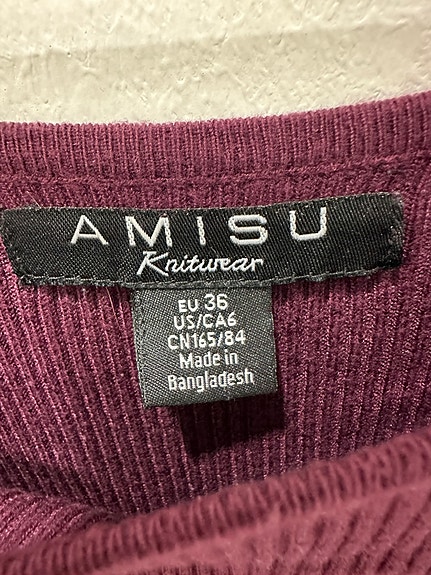 AMISU
Knitwear
EU 36
US/CA6
CN165/84
Made in
Bangladesh